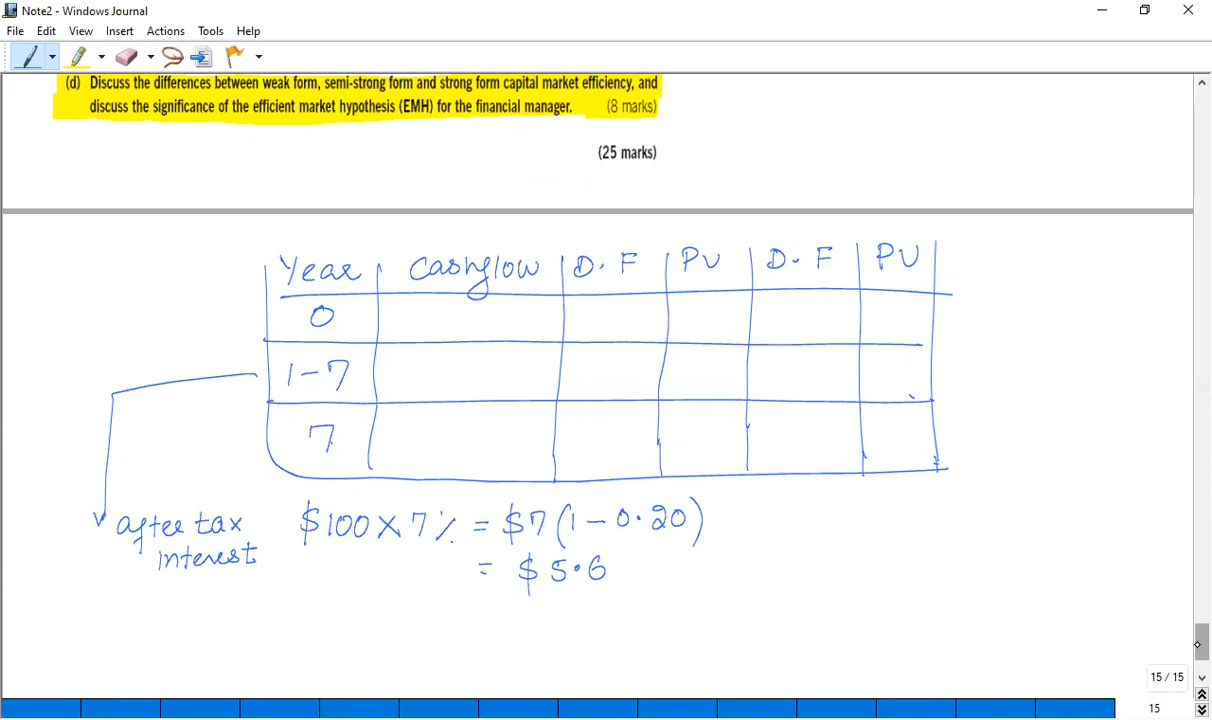 Note2 - Windows Journal
File Edit View Insert Actions Tools Help
(d) Discuss the differences between weak form, semi-strong form and strong form capital market efficiency, and
discuss the significance of the efficient market hypothesis (EMH) for the financial manager. (8 marks)
(25 marks)
Year Cashflow D.F PV D.F PV
0
1-7
7
after tax $100 × 7% = $7(1-0.20)
interest
= $5.6
15 / 15
15